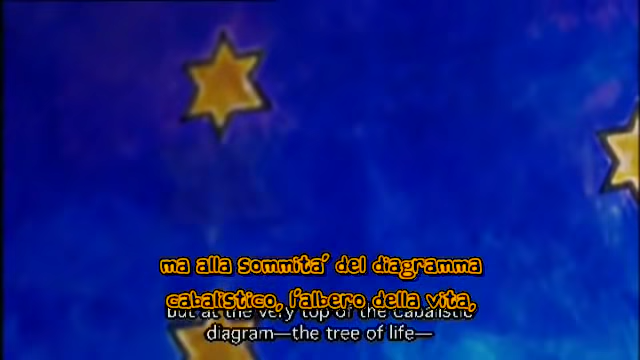 ma alla sommita' del diagramma
cabalistico, l'albero della vita,
but at the very top of the Cabalistic
diagram—the tree of life—